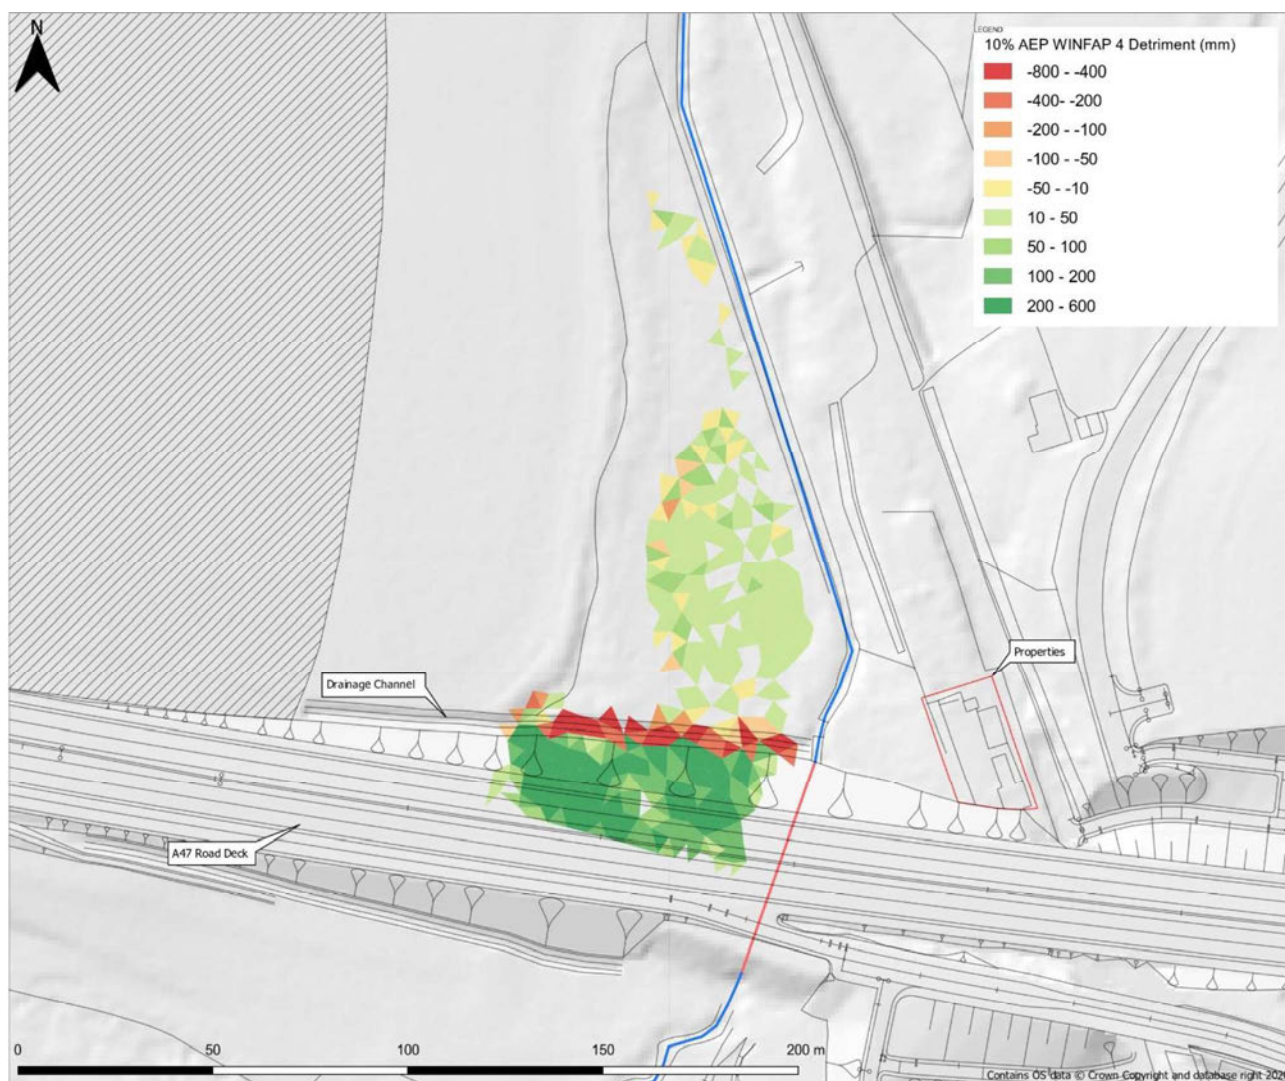 N
LEGEND
10% AEP WINFAP 4 Detriment (mm)
-800 - -400
-400- -200
-200 - -100
-100 - -50
-50 - -10
10 - 50
50 - 100
100 - 200
200 - 600
Properties
Drainage Channel
A47 Road Deck
0 50 100 150 200 m
Contains OS data © Crown Copyright and database right